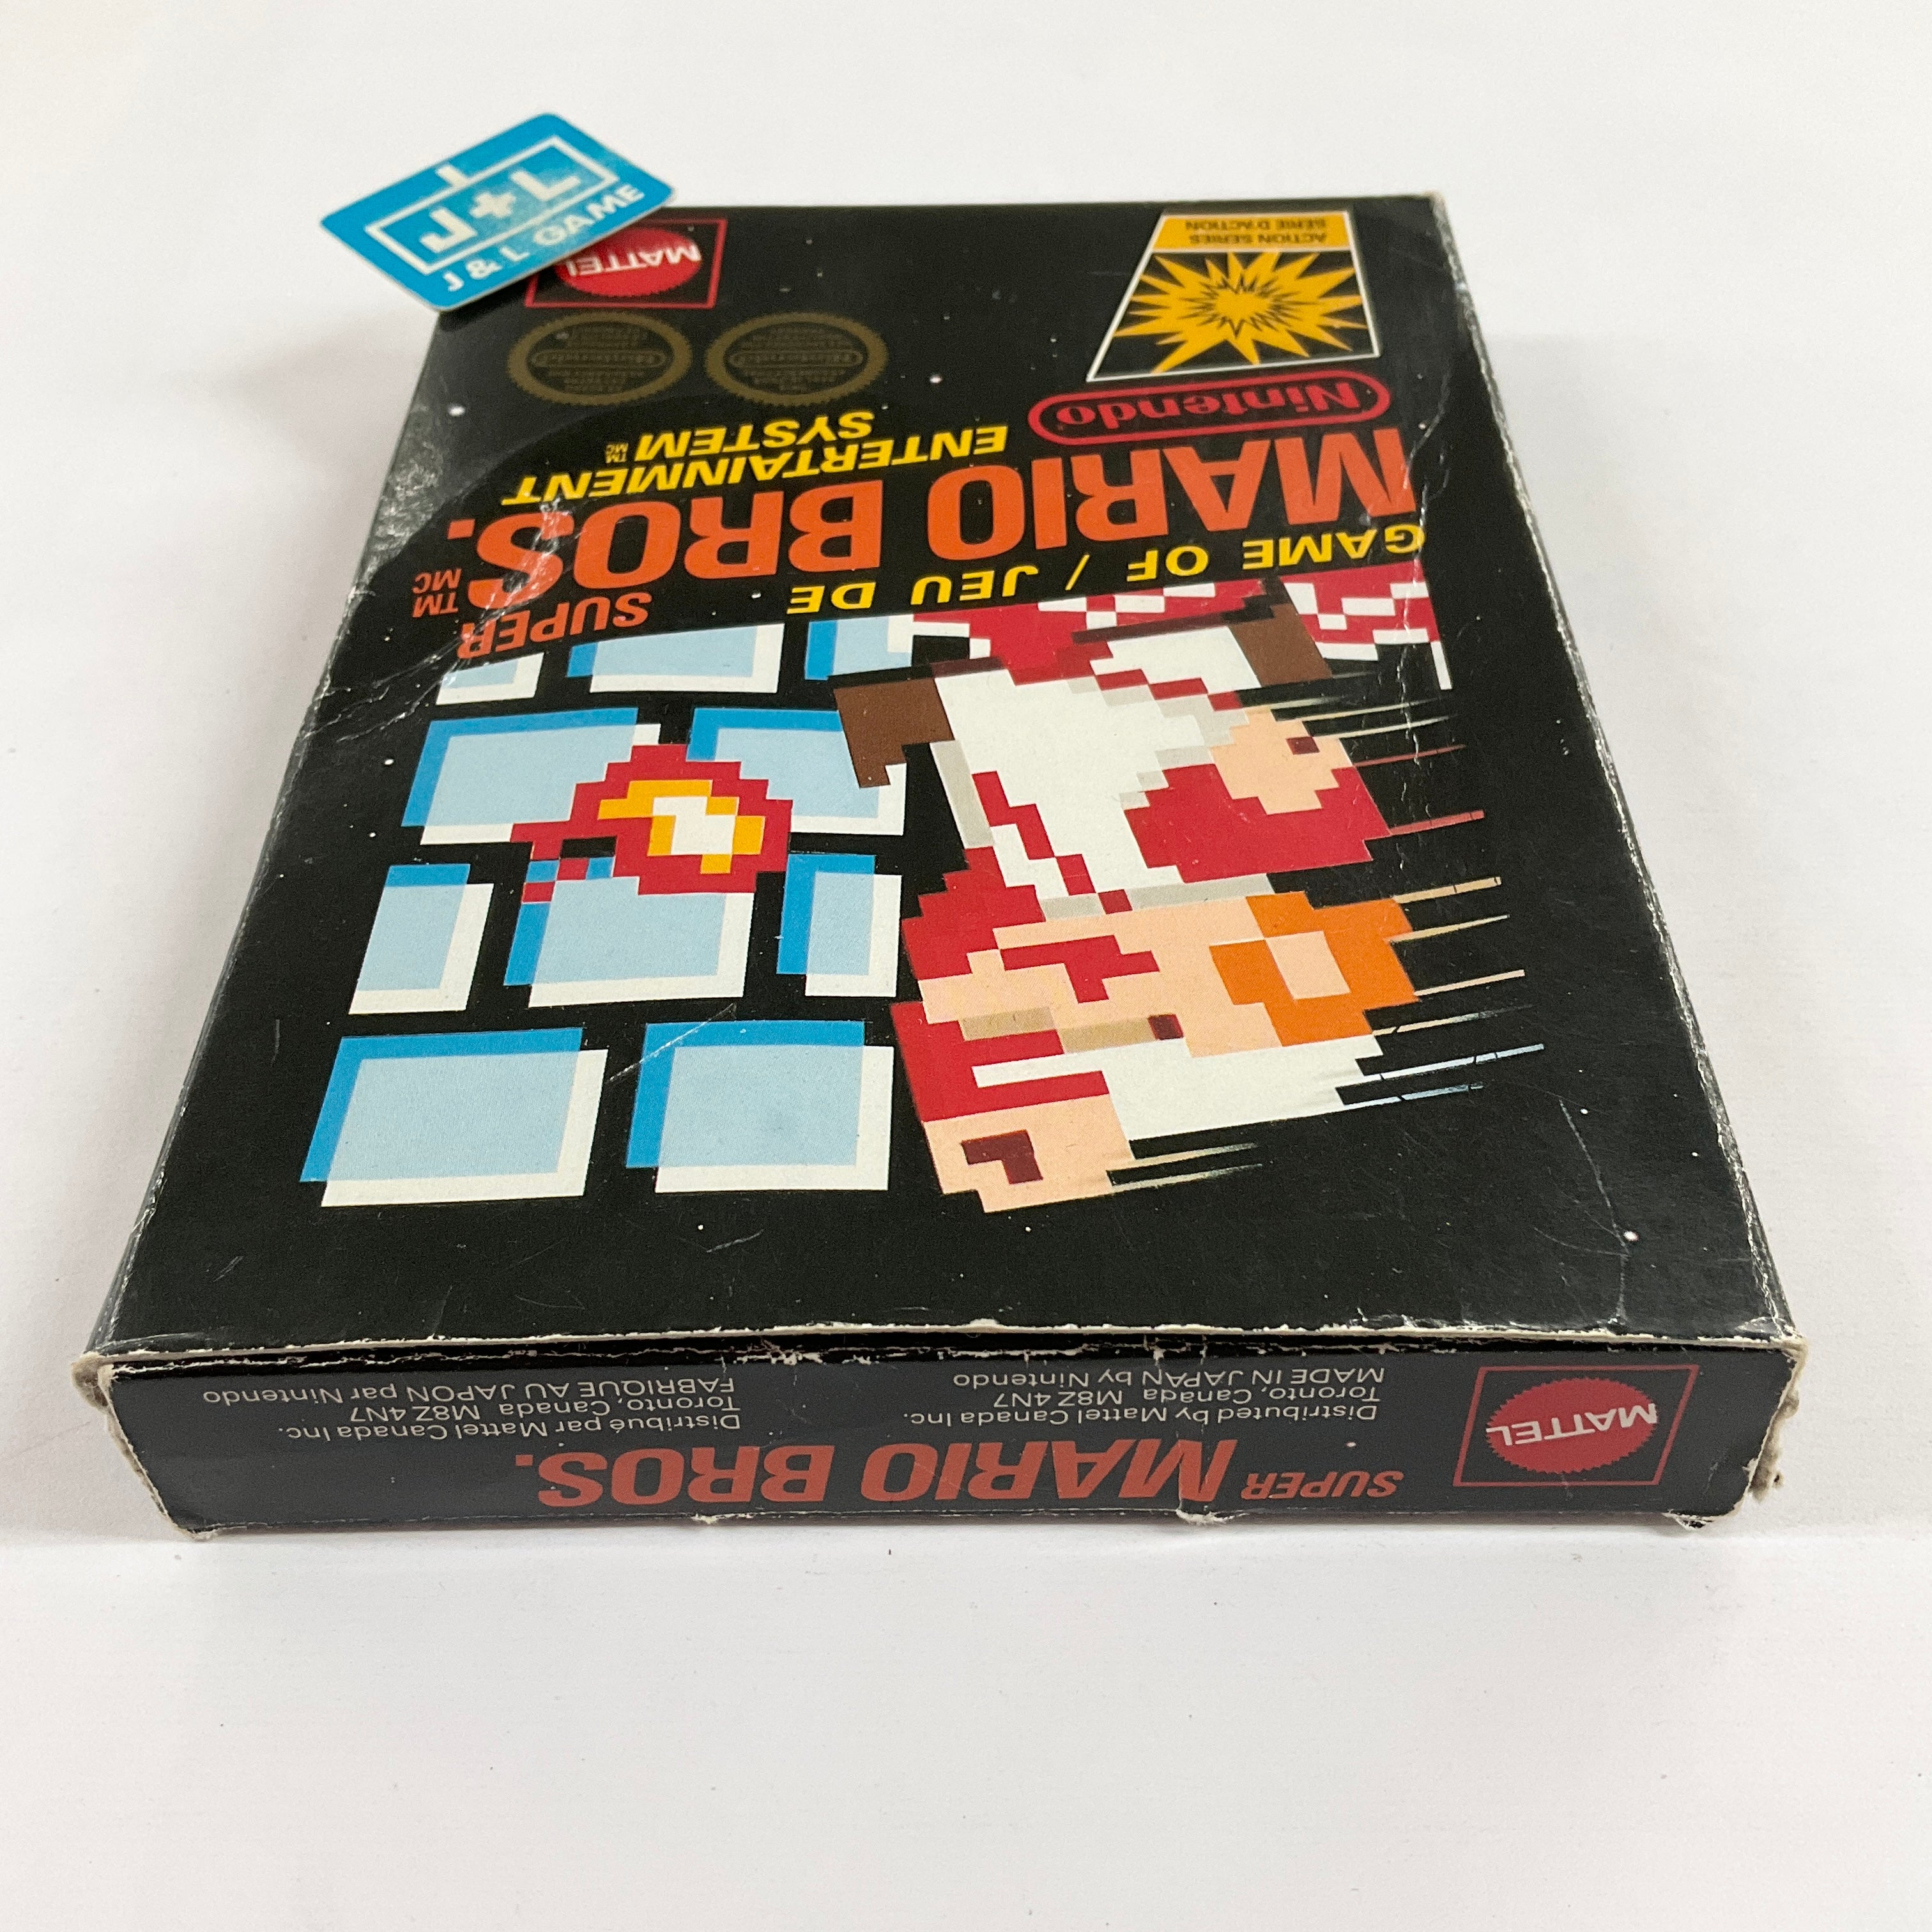 J+L
J & L GAME
MATTEL
ACTION SERIES
SÉRIE D'ACTION
Nintendo
ENTERTAINMENT
SYSTEM TM MC
GAME OF / JEU DE
SUPER
MARIO BROS. TM MC
SUPER MARIO BROS.
MATTEL
Distributed by Mattel Canada Inc.
Toronto, Canada M8Z 4N7
MADE IN JAPAN by Nintendo
Distribué par Mattel Canada Inc.
Toronto, Canada M8Z 4N7
FABRIQUE AU JAPON par Nintendo